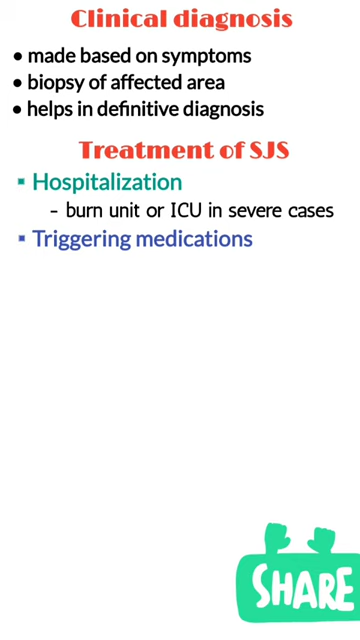 Clinical diagnosis
• made based on symptoms
• biopsy of affected area
• helps in definitive diagnosis
Treatment of SJS
▪ Hospitalization
- burn unit or ICU in severe cases
▪ Triggering medications
SHARE